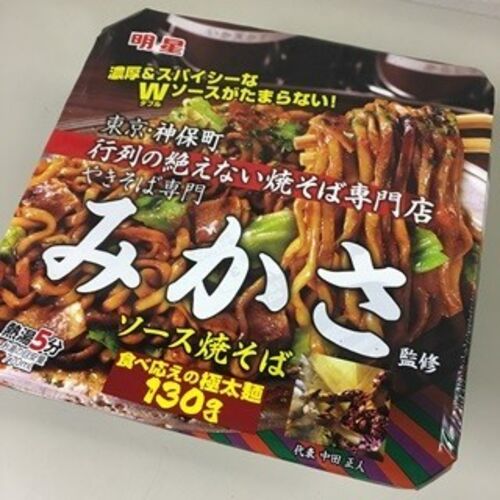 明星
濃厚&スパイシーな
Wソースがたまらない!
ダブル
東京・神保町
行列の絶えない焼そば専門店
やきそば専門
みかさ
監修
ソース焼そば
熱湯5分
食べ応えの極太麺
130g
代表 中田 正人